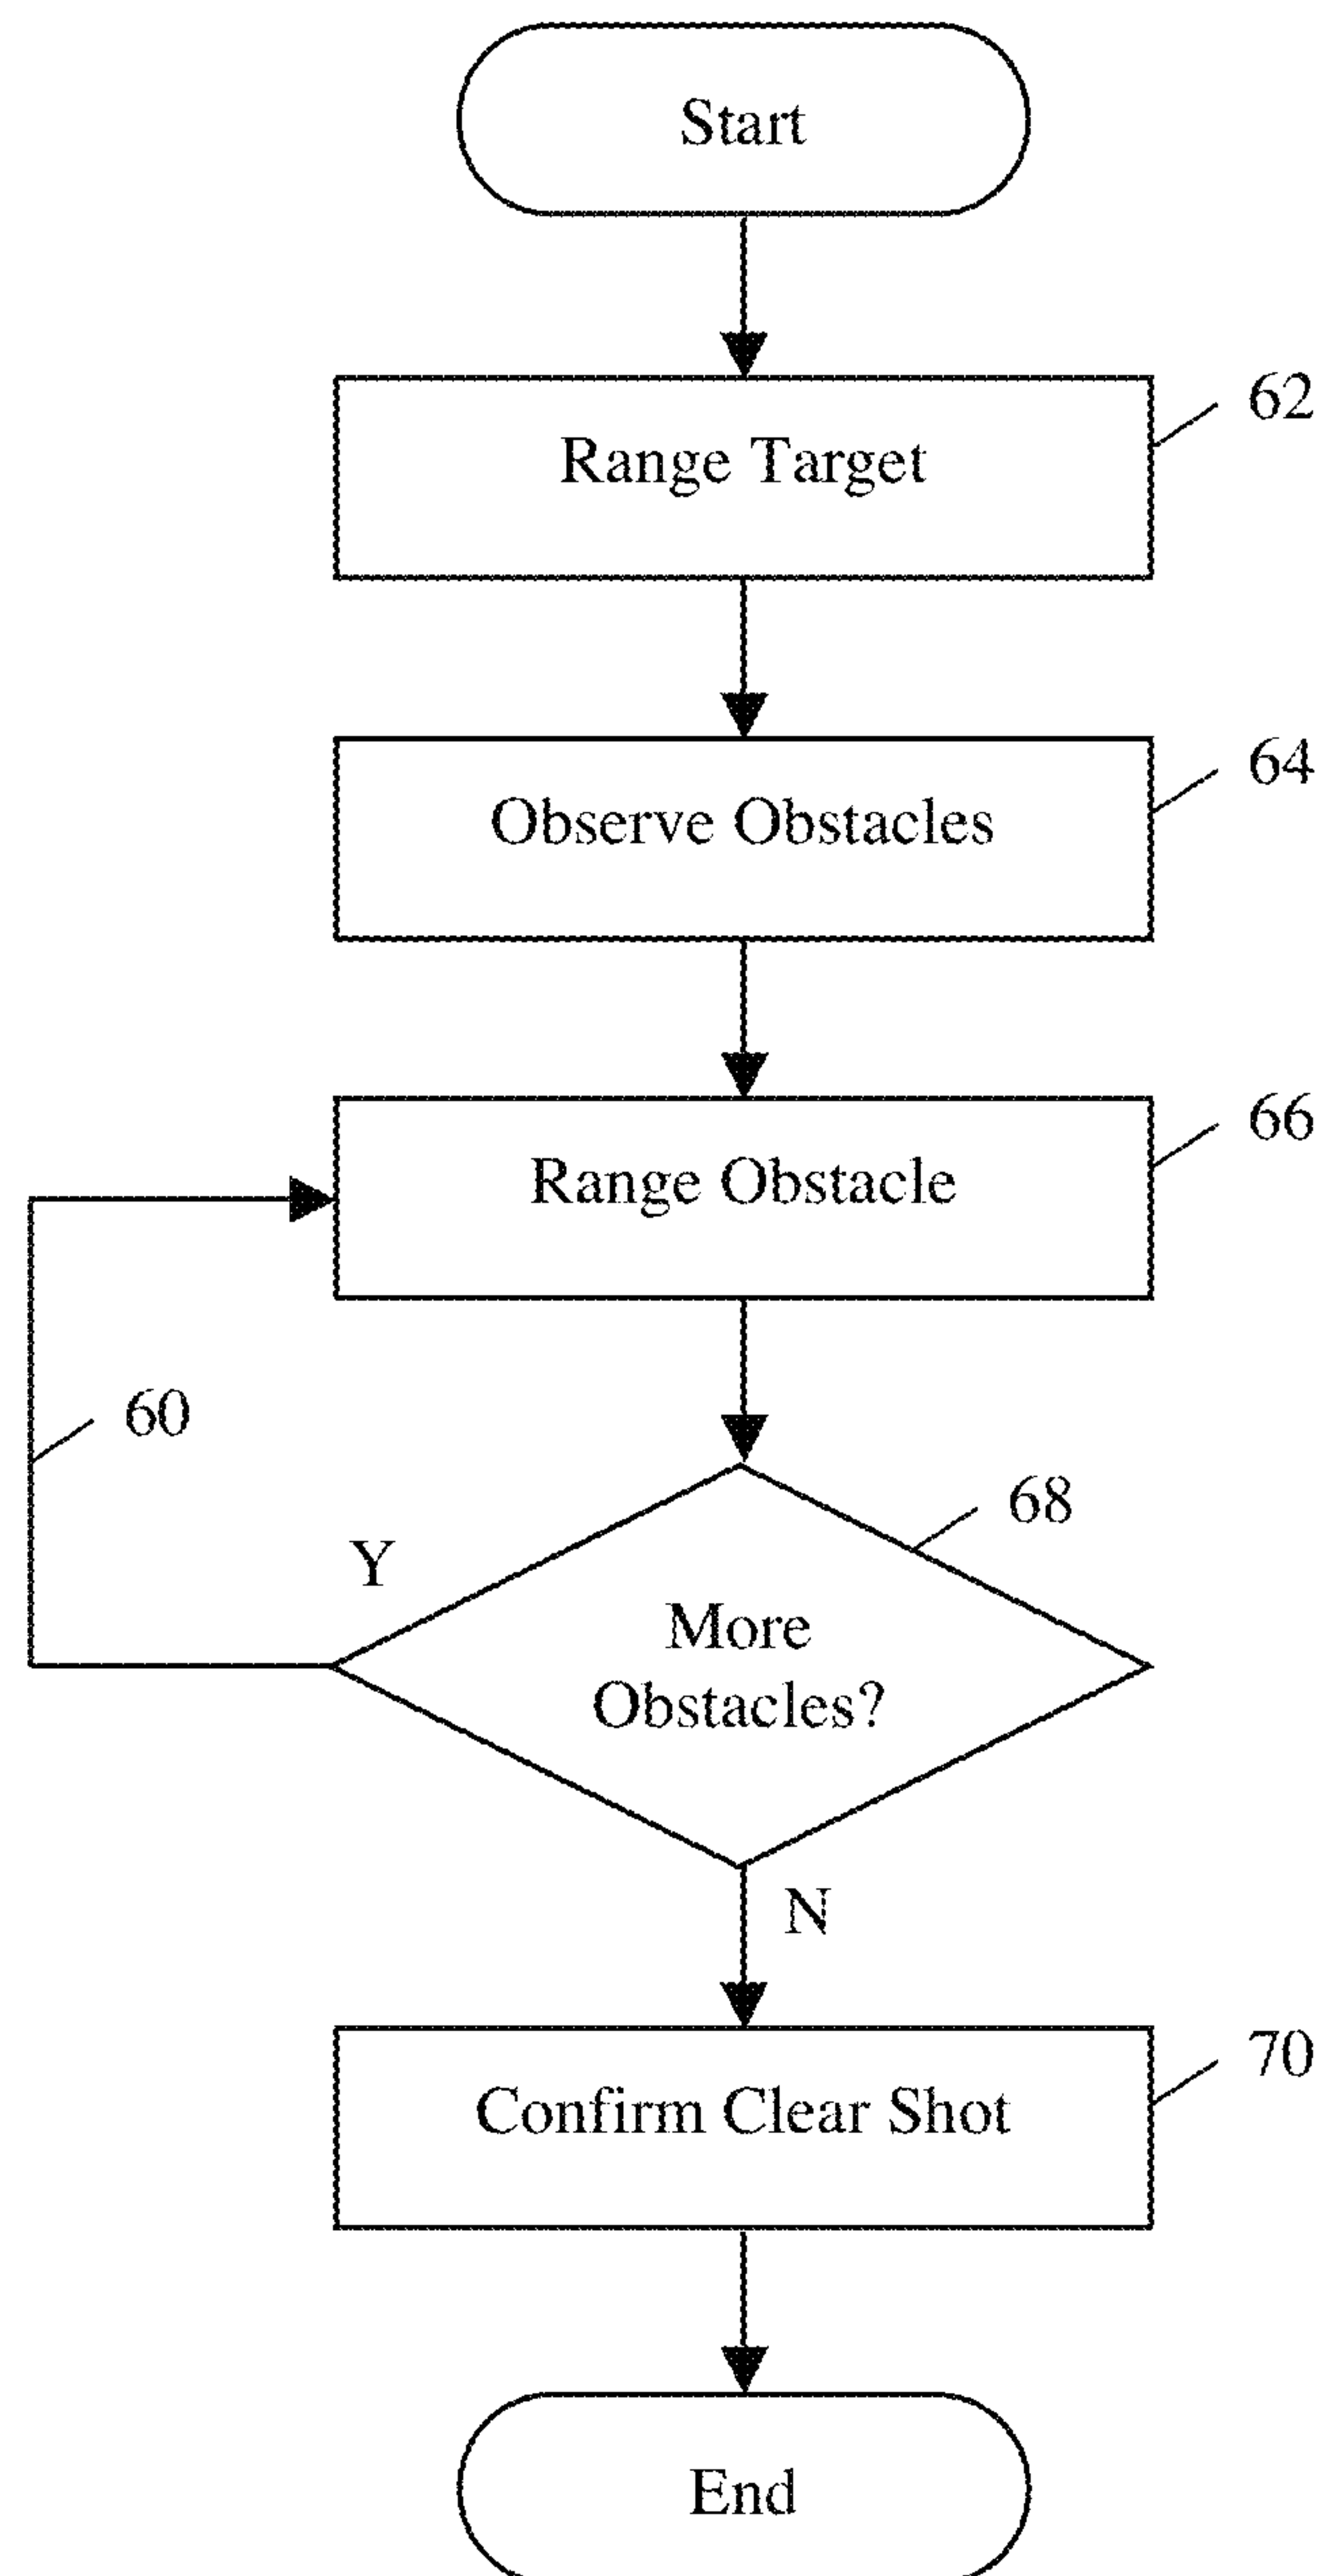 Start
Range Target
62
Observe Obstacles
64
Range Obstacle
66
60
68
Y
More
Obstacles?
N
Confirm Clear Shot
70
End